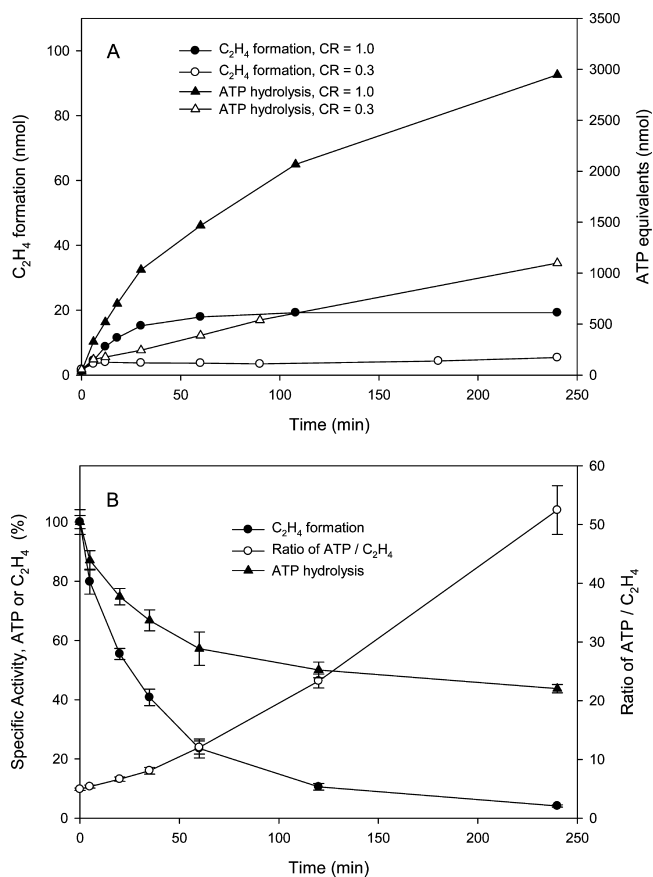 A
C₂H₄ formation, CR = 1.0
C₂H₄ formation, CR = 0.3
ATP hydrolysis, CR = 1.0
ATP hydrolysis, CR = 0.3
C₂H₄ formation (nmol)
0
20
40
60
80
100
ATP equivalents (nmol)
0
500
1000
1500
2000
2500
3000
3500
0 50 100 150 200 250
Time (min)
B
C₂H₄ formation
Ratio of ATP / C₂H₄
ATP hydrolysis
Specific Activity, ATP or C₂H₄ (%)
0
20
40
60
80
100
Ratio of ATP / C₂H₄
0
10
20
30
40
50
60
0 50 100 150 200 250
Time (min)